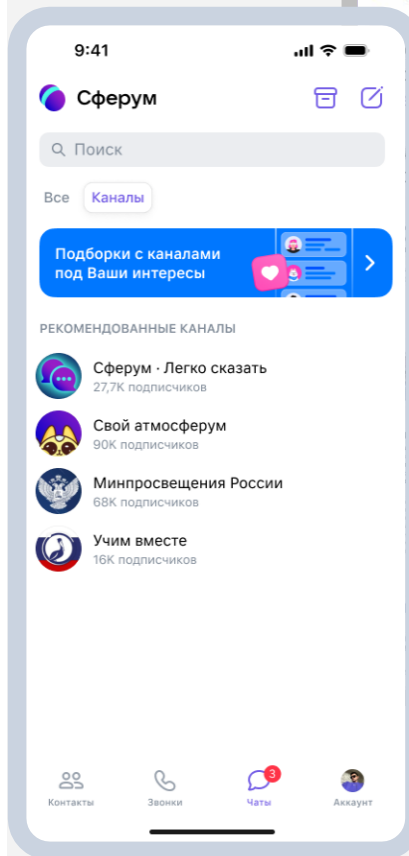 9:41
Сферум
Поиск
Все Каналы
Подборки с каналами
под Ваши интересы
РЕКОМЕНДОВАННЫЕ КАНАЛЫ
Сферум · Легко сказать
27,7K подписчиков
Свой атмосферум
90K подписчиков
Минпросвещения России
68K подписчиков
Учим вместе
16K подписчиков
3
Контакты Звонки Чаты Аккаунт